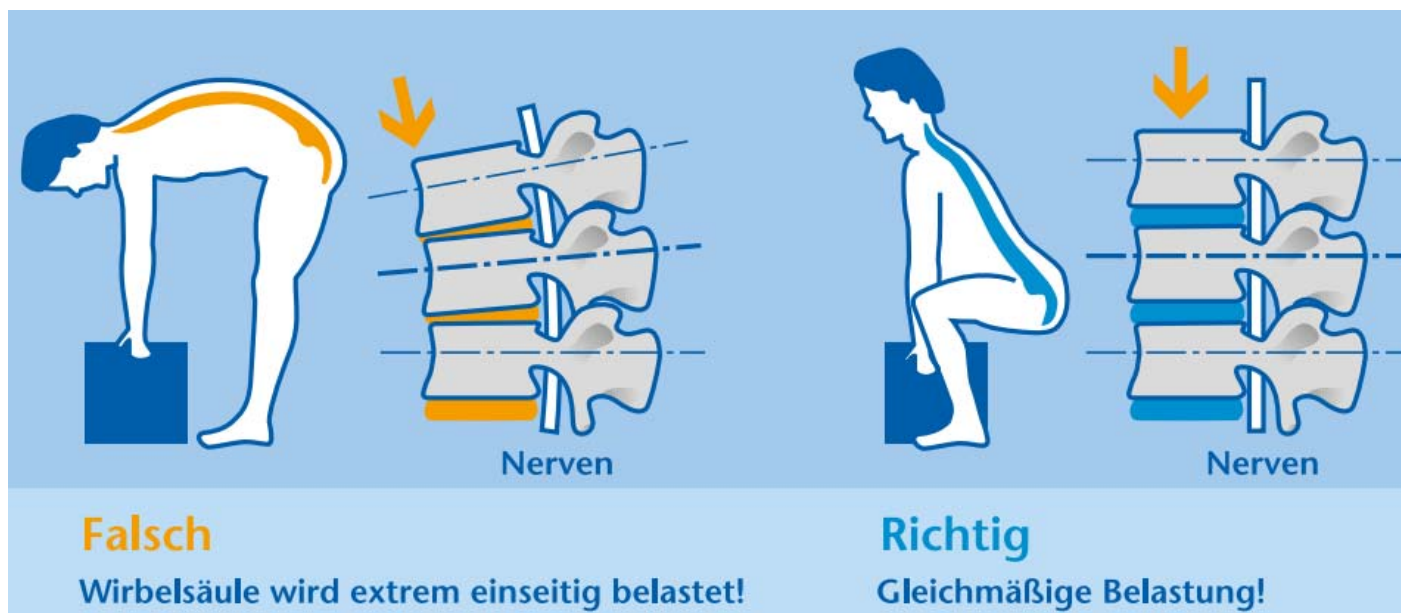 Nerven
Falsch
Wirbelsäule wird extrem einseitig belastet!
Nerven
Richtig
Gleichmäßige Belastung!